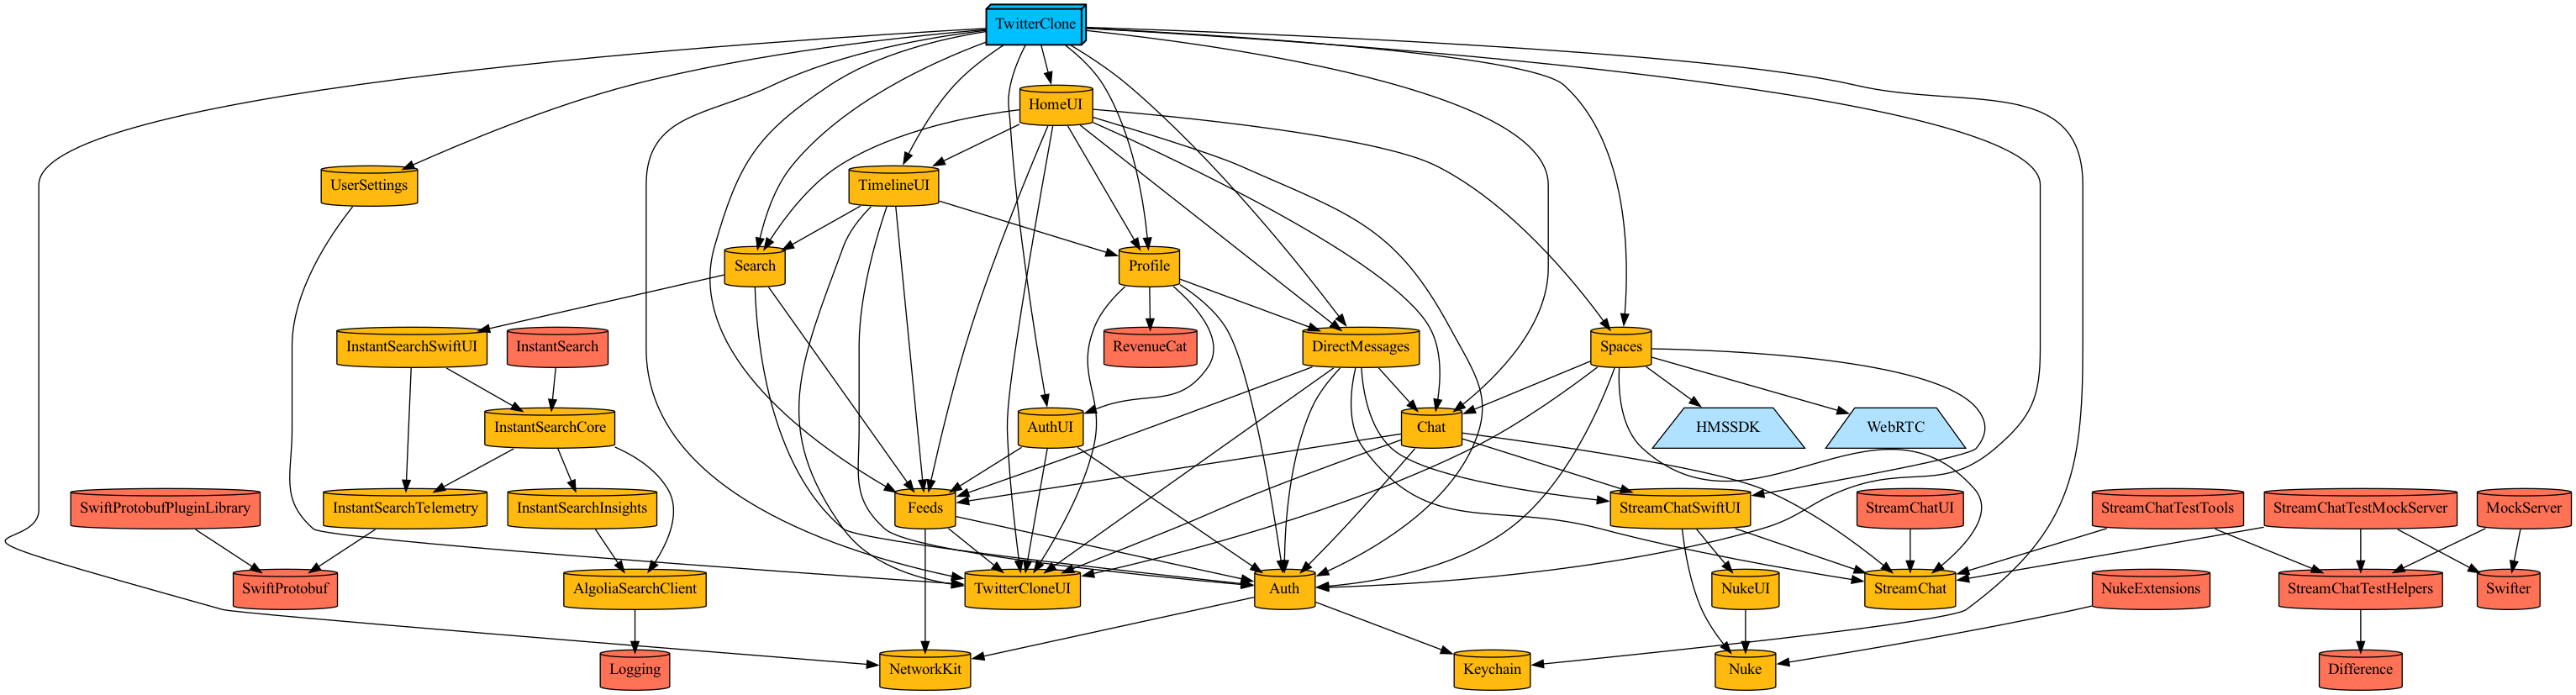 TwitterClone
HomeUI
UserSettings
TimelineUI
Search
Profile
InstantSearchSwiftUI
InstantSearch
RevenueCat
DirectMessages
Spaces
InstantSearchCore
AuthUI
Chat
HMSSDK
WebRTC
SwiftProtobufPluginLibrary
InstantSearchTelemetry
InstantSearchInsights
Feeds
StreamChatSwiftUI
StreamChatUI
StreamChatTestTools
StreamChatTestMockServer
MockServer
SwiftProtobuf
AlgoliaSearchClient
TwitterCloneUI
Auth
NukeUI
StreamChat
NukeExtensions
StreamChatTestHelpers
Swifter
Logging
NetworkKit
Keychain
Nuke
Difference